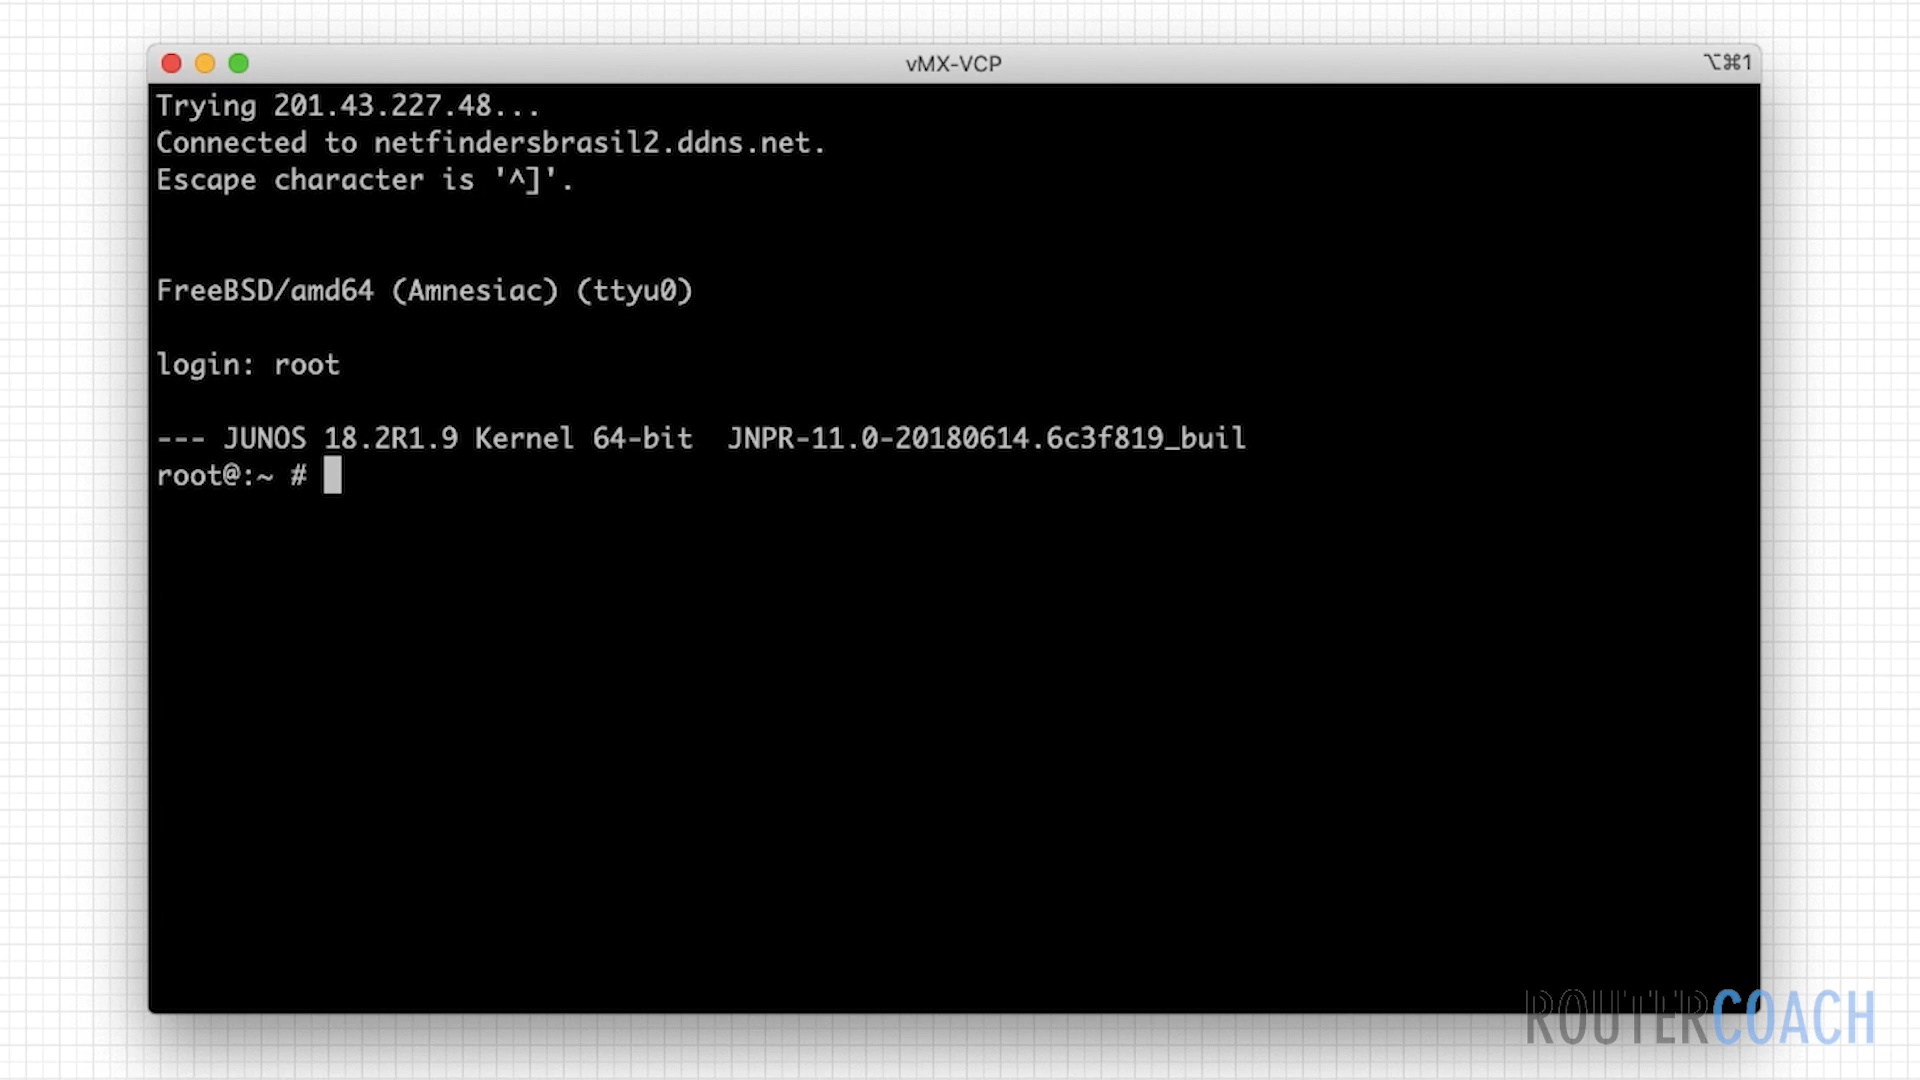 vMX-VCP
⌥⌘1
Trying 201.43.227.48...
Connected to netfindersbrasil2.ddns.net.
Escape character is '^]'.
FreeBSD/amd64 (Amnesiac) (ttyu0)
login: root
--- JUNOS 18.2R1.9 Kernel 64-bit  JNPR-11.0-20180614.6c3f819_buil
root@:~ #
ROUTERCOACH